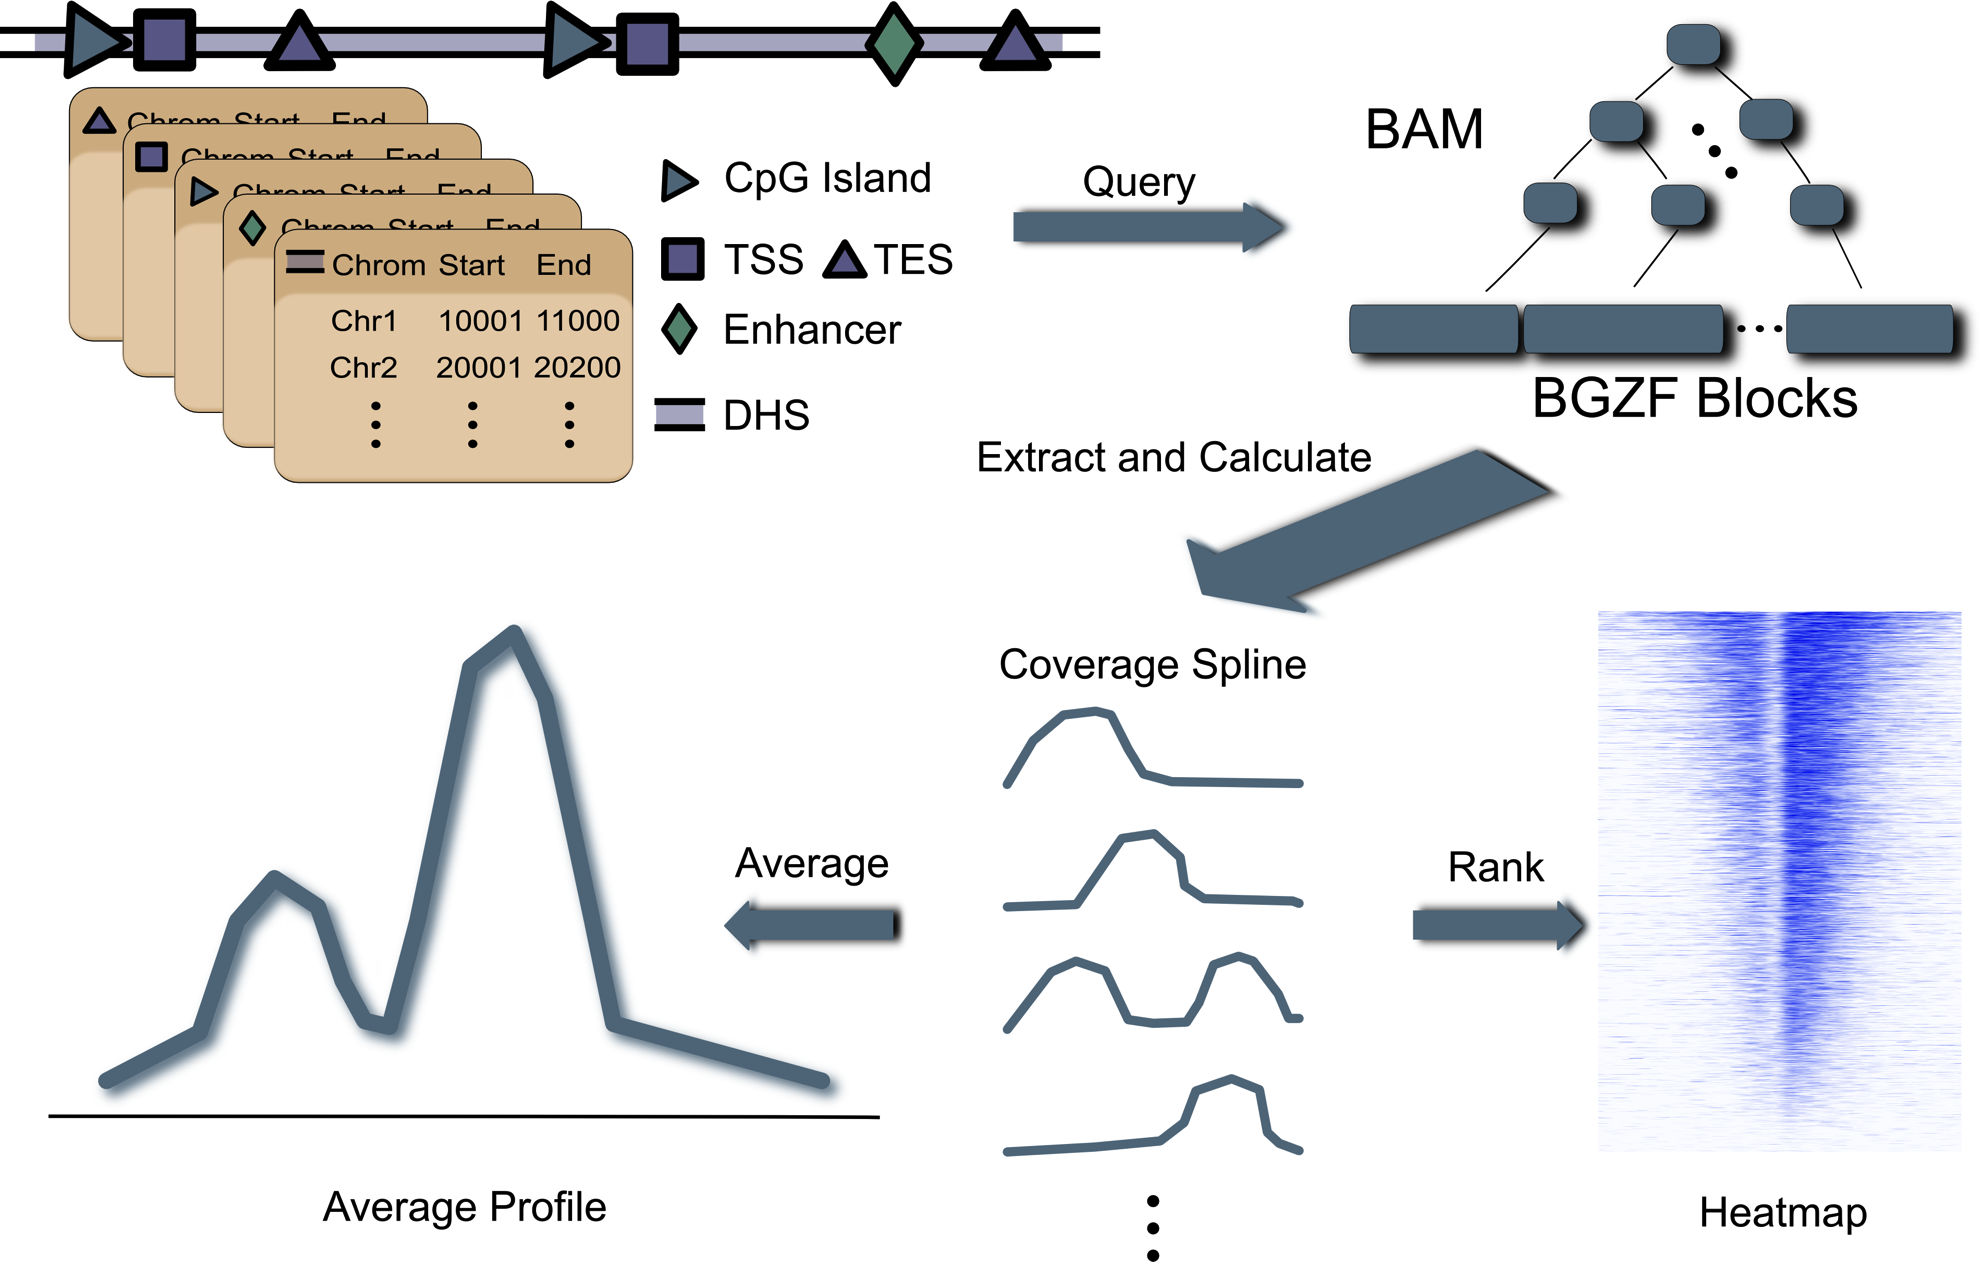 Chrom Start End
Chrom Start End
Chrom Start End
Chrom Start End
Chrom Start End
Chr1 10001 11000
Chr2 20001 20200
CpG Island
TSS TES
Enhancer
DHS
Query
BAM
BGZF Blocks
Extract and Calculate
Coverage Spline
Average
Rank
Average Profile
Heatmap